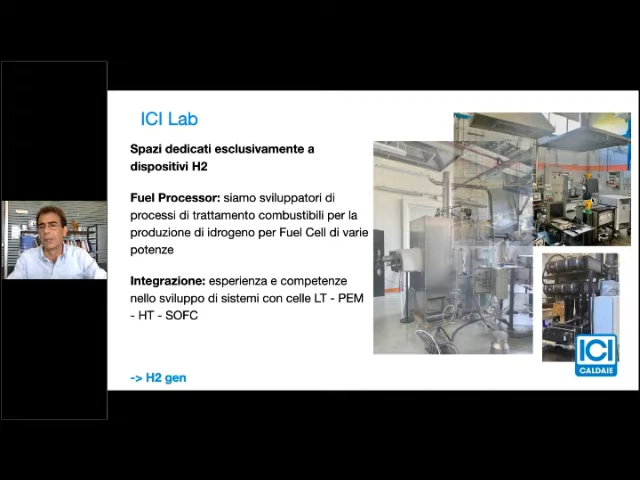 ICI Lab
Spazi dedicati esclusivamente a
dispositivi H2
Fuel Processor: siamo sviluppatori di
processi di trattamento combustibili per la
produzione di idrogeno per Fuel Cell di varie
potenze
Integrazione: esperienza e competenze
nello sviluppo di sistemi con celle LT - PEM
- HT - SOFC
-> H2 gen
ICI
CALDAIE